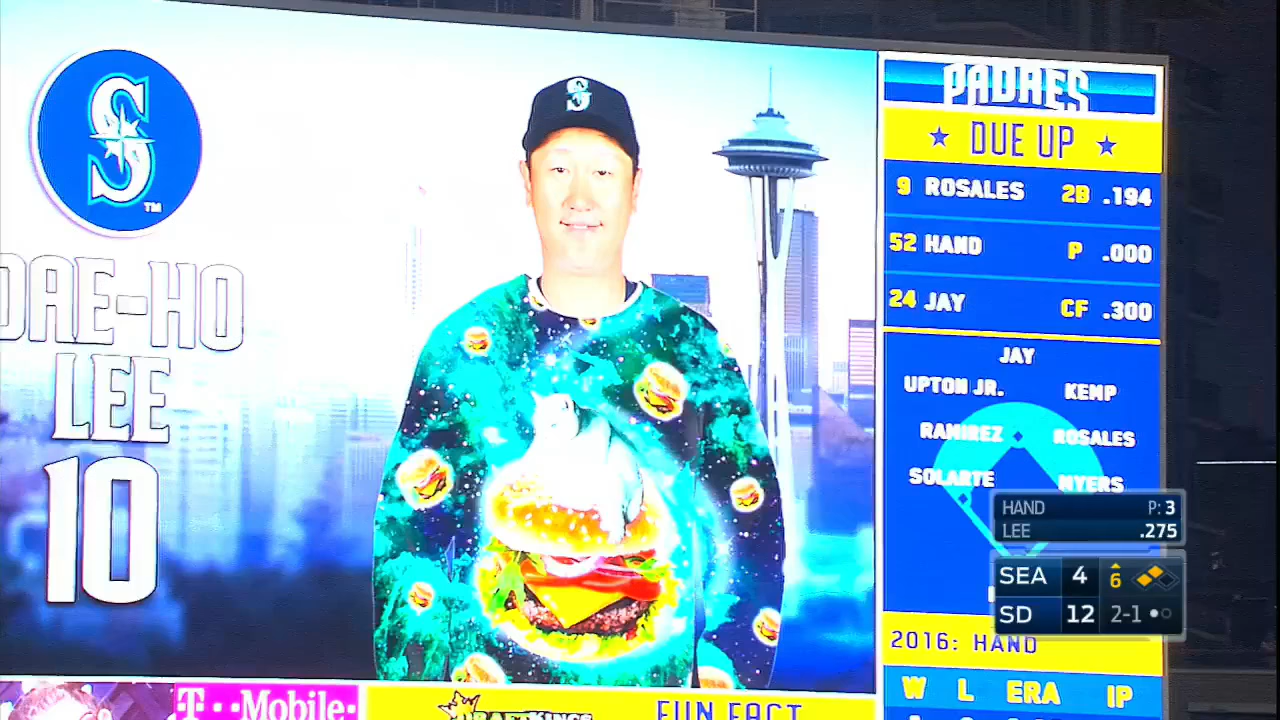 S
TM
DAE-HO
LEE
10
S
PADRES
★ DUE UP ★
9 ROSALES 2B .194
52 HAND P .000
24 JAY CF .300
JAY
UPTON JR. KEMP
RAMIREZ ROSALES
SOLARTE MYERS
HAND P: 3
LEE .275
SEA 4 6
SD 12 2-1
2016: HAND
W L ERA IP
T-Mobile
DRAFTKINGS
FUN FACT